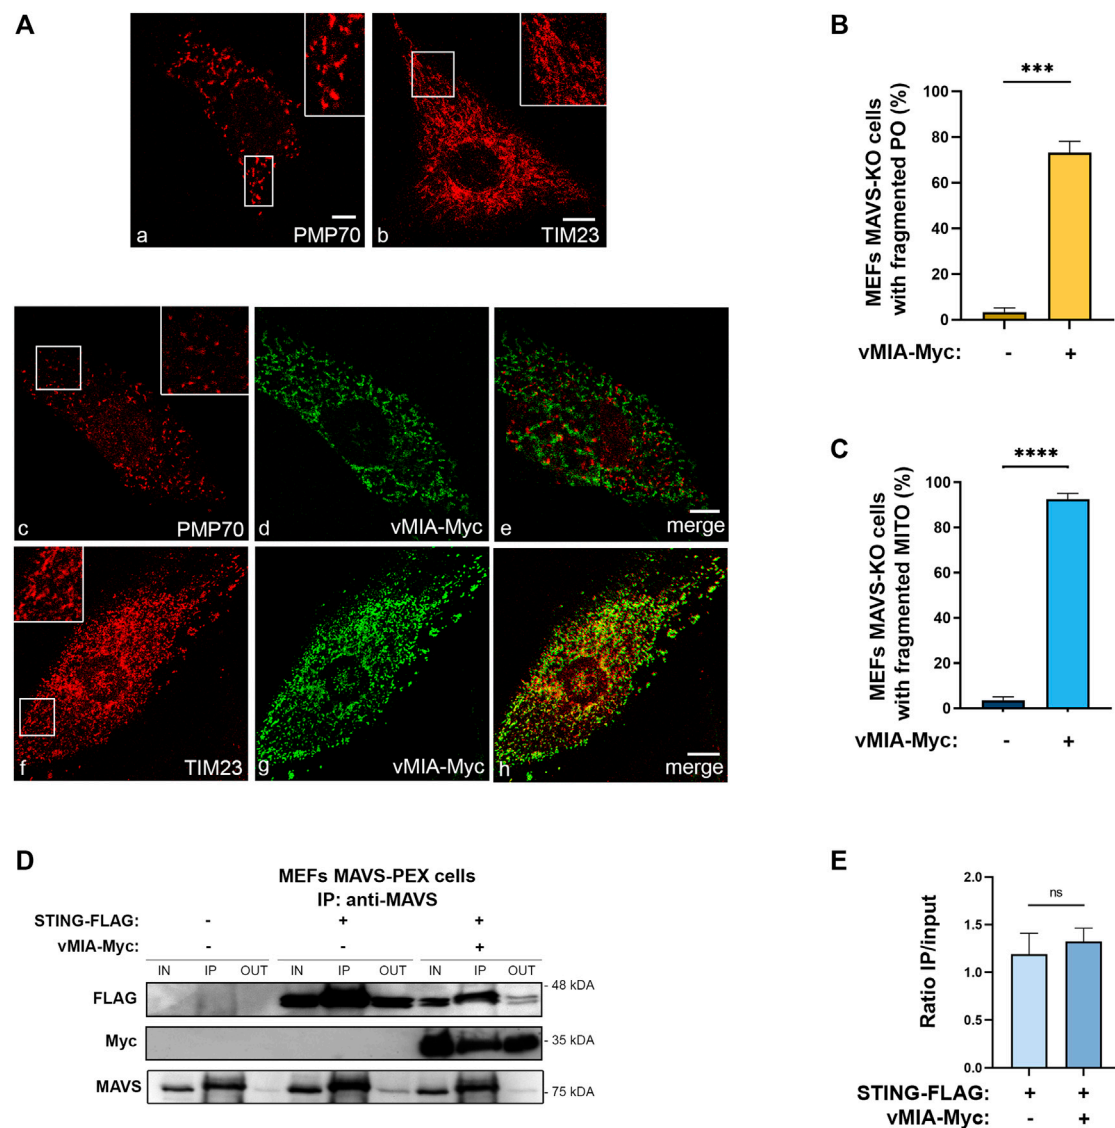 A
a
PMP70
b
TIM23
c
PMP70
d
vMIA-Myc
e
merge
f
TIM23
g
vMIA-Myc
h
merge
B
MEFs MAVS-KO cells
with fragmented PO (%)
100
80
60
40
20
0
***
vMIA-Myc: - +
C
MEFs MAVS-KO cells
with fragmented MITO (%)
100
80
60
40
20
0
****
vMIA-Myc: - +
D
MEFs MAVS-PEX cells
IP: anti-MAVS
STING-FLAG: - + +
vMIA-Myc: - - +
IN IP OUT IN IP OUT IN IP OUT
FLAG
- 48 kDA
Myc
- 35 kDA
MAVS
- 75 kDA
E
Ratio IP/input
2.0
1.5
1.0
0.5
0.0
ns
STING-FLAG: + +
vMIA-Myc: - +